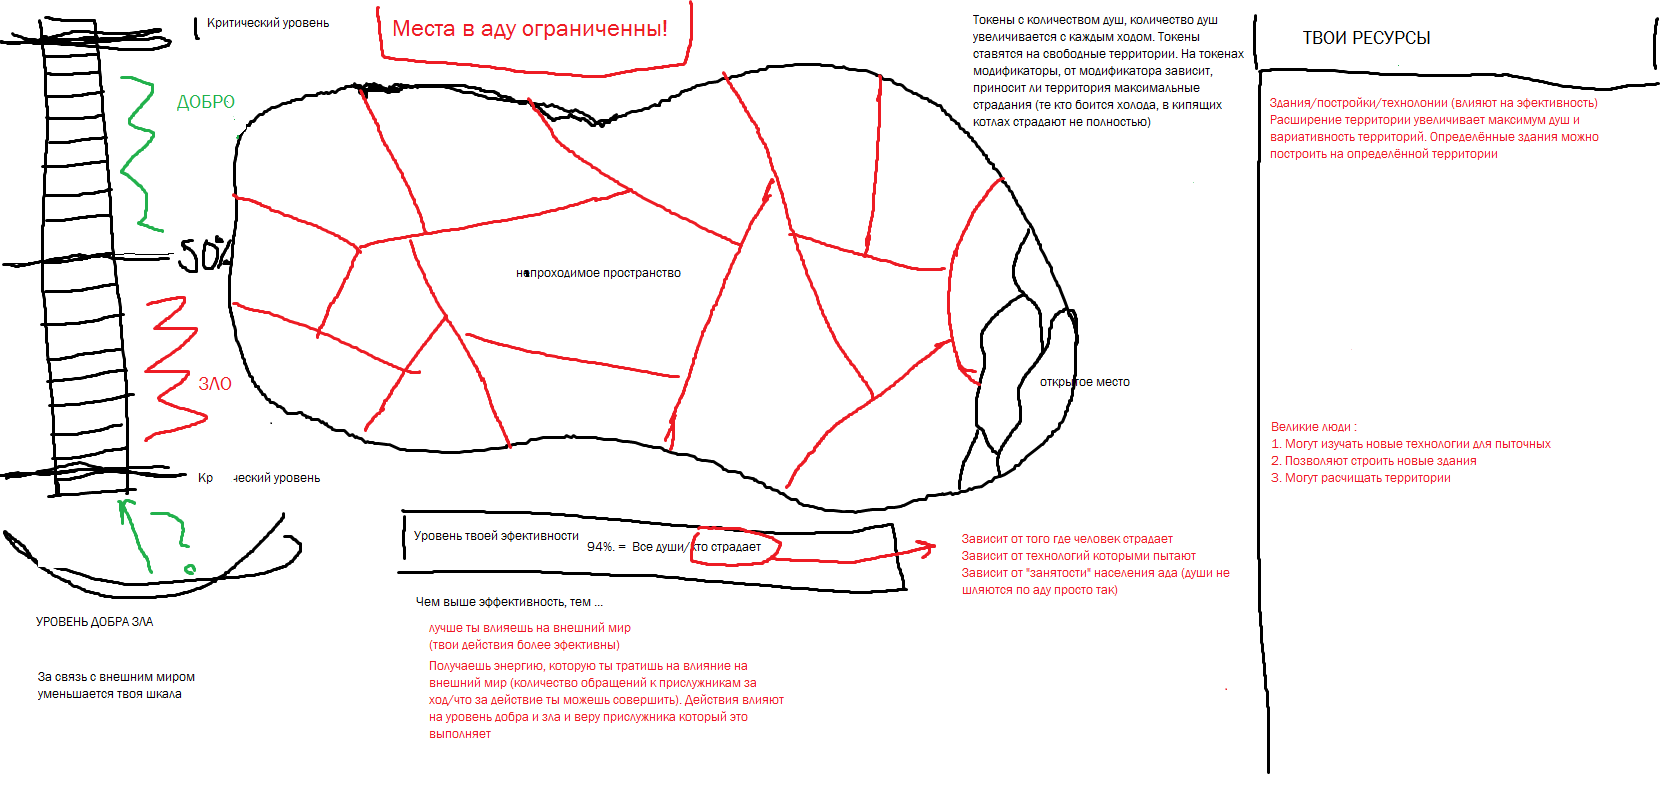 Критический уровень
Места в аду ограниченны!
Токены с количеством душ, количество душ
увеличивается с каждым ходом. Токены
ставятся на свободные территории. На токенах
модификаторы, от модификатора зависит,
приносит ли территория максимальные
страдания (те кто боится холода, в кипящих
котлах страдают не полностью)
ТВОИ РЕСУРСЫ
Здания/постройки/технолонии (влияют на эфективность)
Расширение территории увеличивает максимум душ и
вариативность территорий. Определённые здания можно
построить на определённой территории
ДОБРО
50%
непроходимое пространство
ЗЛО
открытое место
Великие люди :
1. Могут изучать новые технологии для пыточных
2. Позволяют строить новые здания
3. Могут расчищать территории
Кр ческий уровень
?
Уровень твоей эфективности
94%. = Все души/кто страдает
Зависит от того где человек страдает
Зависит от технологий которыми пытают
Зависит от "занятости" населения ада (души не
шляются по аду просто так)
Чем выше эффективность, тем ...
лучше ты влияешь на внешний мир
(твои действия более эфективны)
Получаешь энергию, которую ты тратишь на влияние на
внешний мир (количество обращений к прислужникам за
ход/что за действие ты можешь совершить). Действия влияют
на уровень добра и зла и веру прислужника который это
выполняет
УРОВЕНЬ ДОБРА ЗЛА
За связь с внешним миром
уменьшается твоя шкала